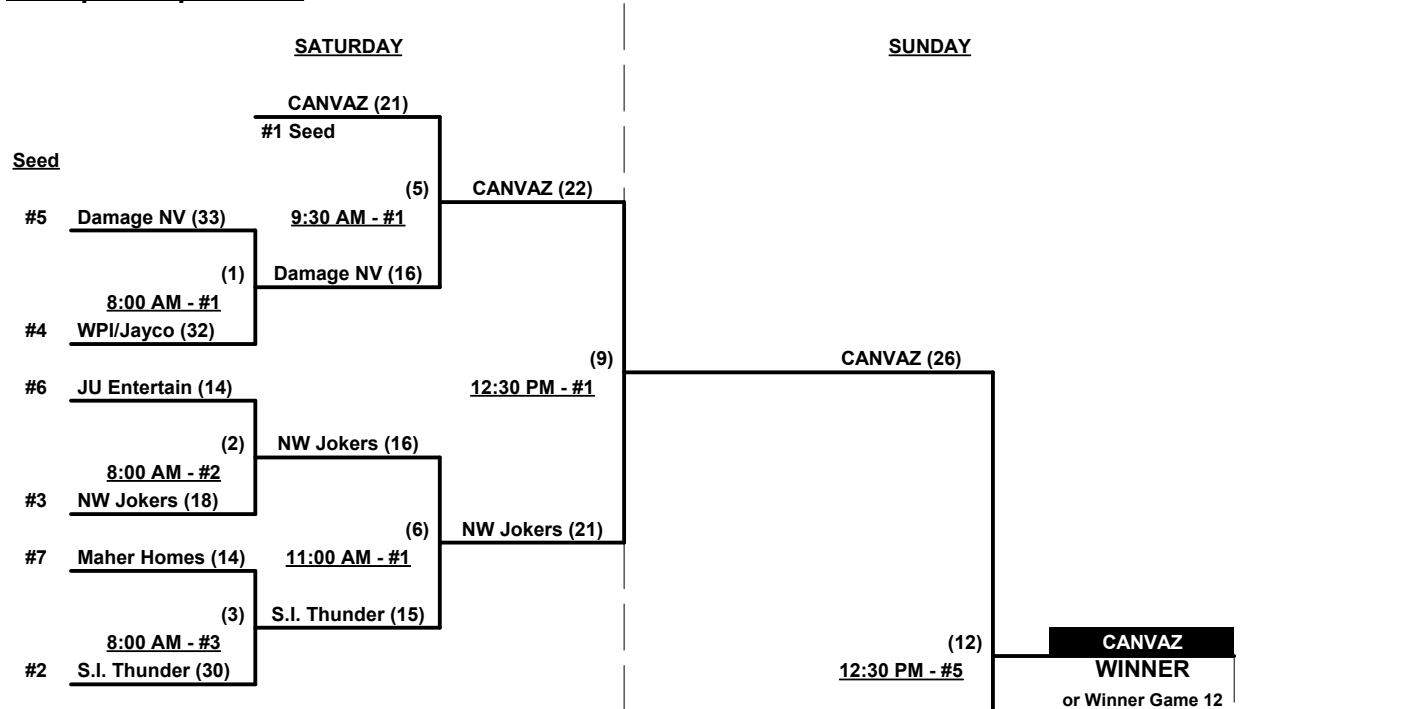 SATURDAY
SUNDAY
CANVAZ (21)
#1 Seed
Seed
(5)
CANVAZ (22)
#5 Damage NV (33)
9:30 AM - #1
(1)
Damage NV (16)
8:00 AM - #1
#4 WPI/Jayco (32)
(9)
CANVAZ (26)
#6 JU Entertain (14)
12:30 PM - #1
(2)
NW Jokers (16)
8:00 AM - #2
#3 NW Jokers (18)
(6)
NW Jokers (21)
#7 Maher Homes (14)
11:00 AM - #1
(3)
S.I. Thunder (15)
8:00 AM - #3
(12)
CANVAZ
#2 S.I. Thunder (30)
12:30 PM - #5
WINNER
or Winner Game 12